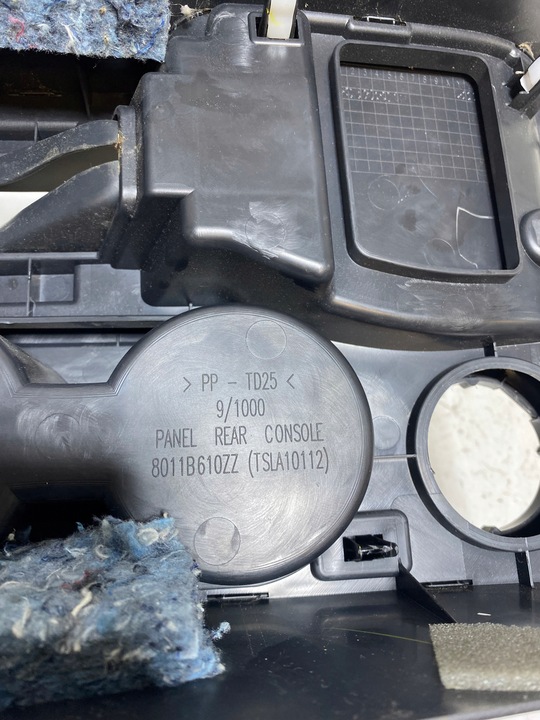 > PP - TD25 <
9/1000
PANEL REAR CONSOLE
8011B610ZZ (TSLA10112)